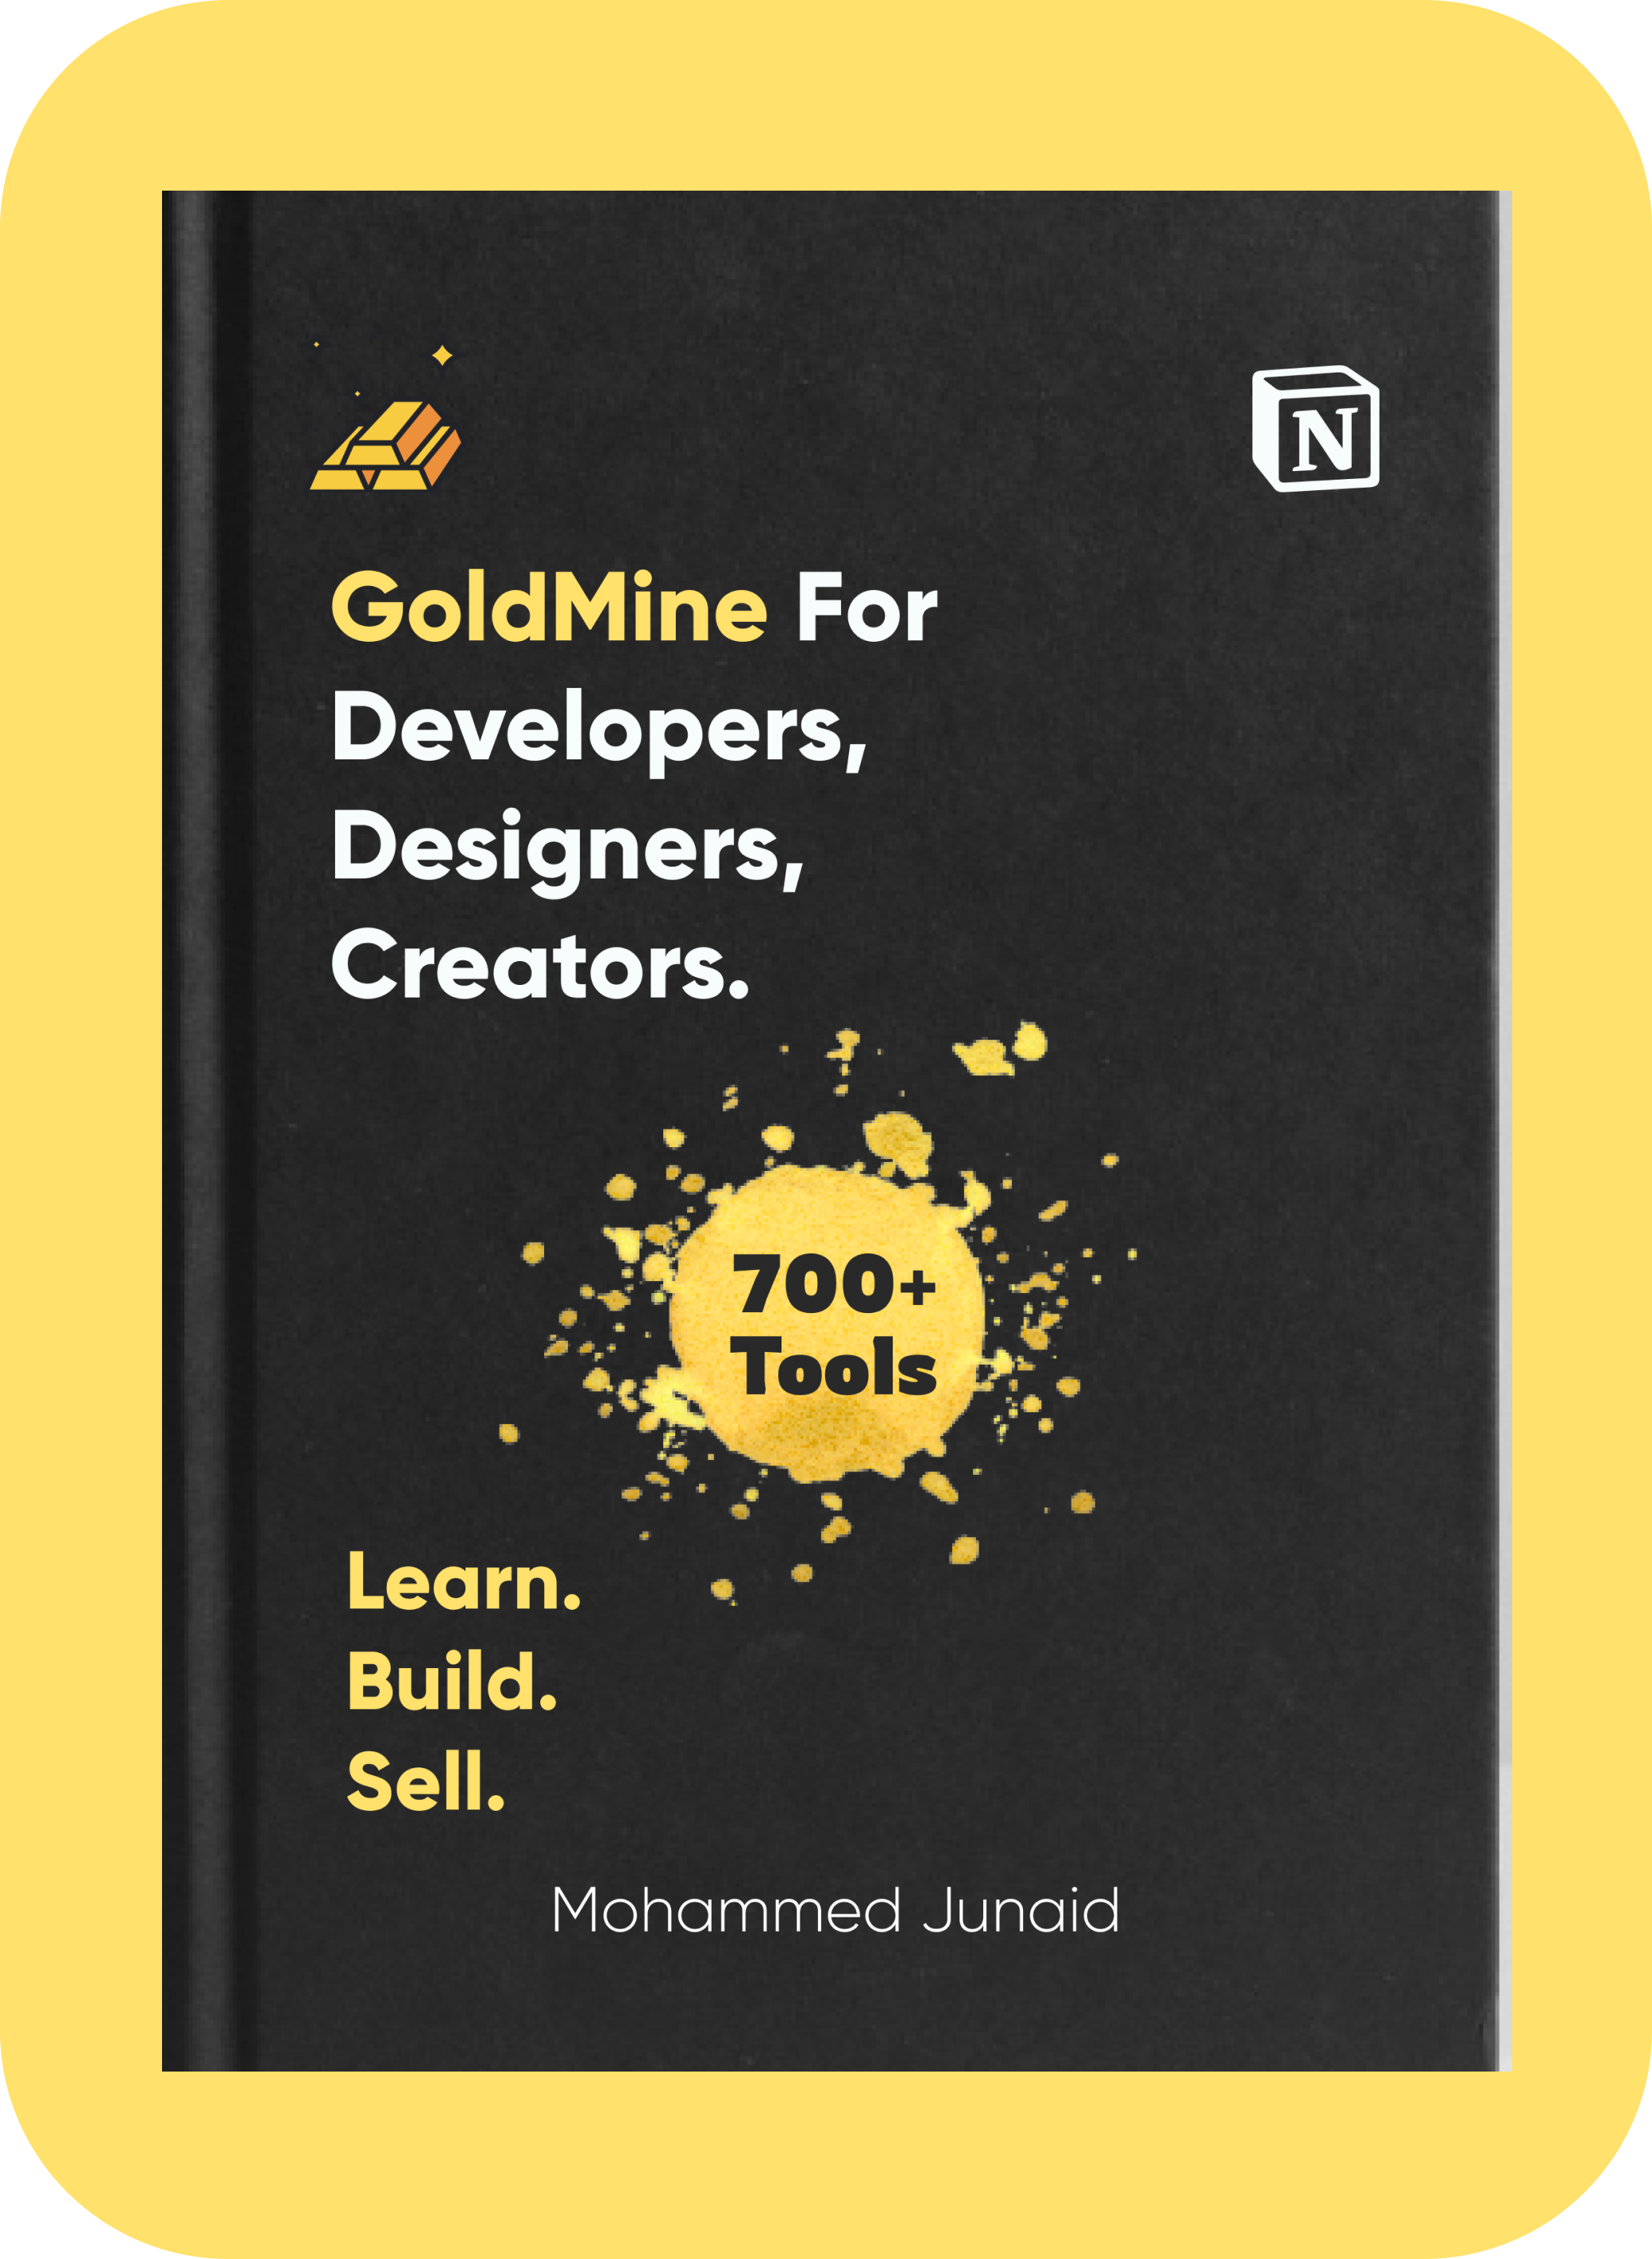 N
GoldMine For
Developers,
Designers,
Creators.
700+
Tools
Learn.
Build.
Sell.
Mohammed Junaid